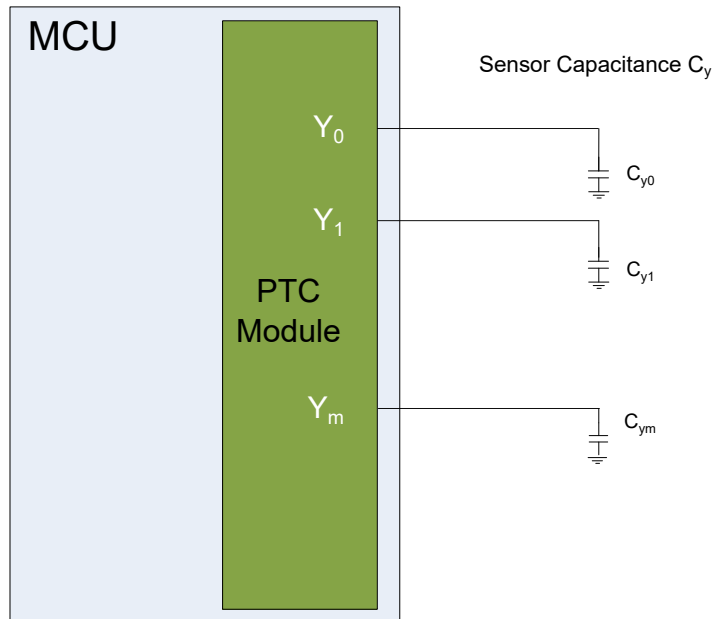 MCU
Sensor Capacitance Cy
Y0
Cy0
Y1
Cy1
PTC
Module
Ym
Cym